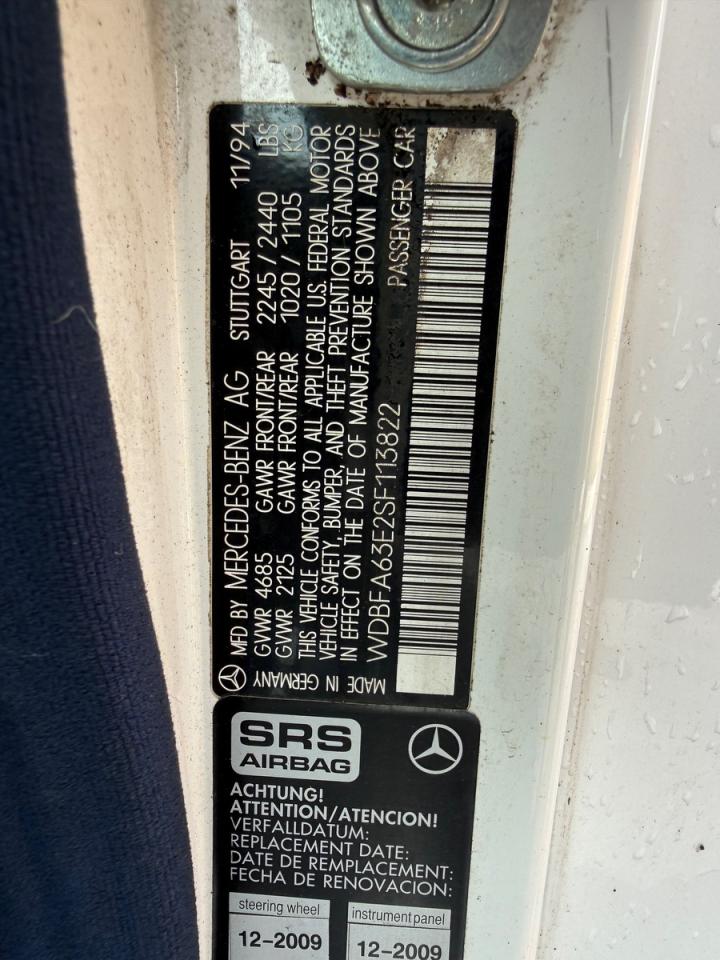 MFD BY MERCEDES-BENZ AG STUTTGART 11/94
GVWR 4685 GAWR FRONT/REAR 2245/2440 LBS
GVWR 2125 GAWR FRONT/REAR 1020/1105 KG
THIS VEHICLE CONFORMS TO ALL APPLICABLE U.S. FEDERAL MOTOR
VEHICLE SAFETY, BUMPER, AND THEFT PREVENTION STANDARDS
IN EFFECT ON THE DATE OF MANUFACTURE SHOWN ABOVE
WDBFA63E2SF113822 PASSENGER CAR
MADE IN GERMANY
SRS
AIRBAG
ACHTUNG!
ATTENTION/ATENCION!
VERFALLDATUM:
REPLACEMENT DATE:
DATE DE REMPLACEMENT:
FECHA DE RENOVACION:
steering wheel instrument panel
12-2009 12-2009